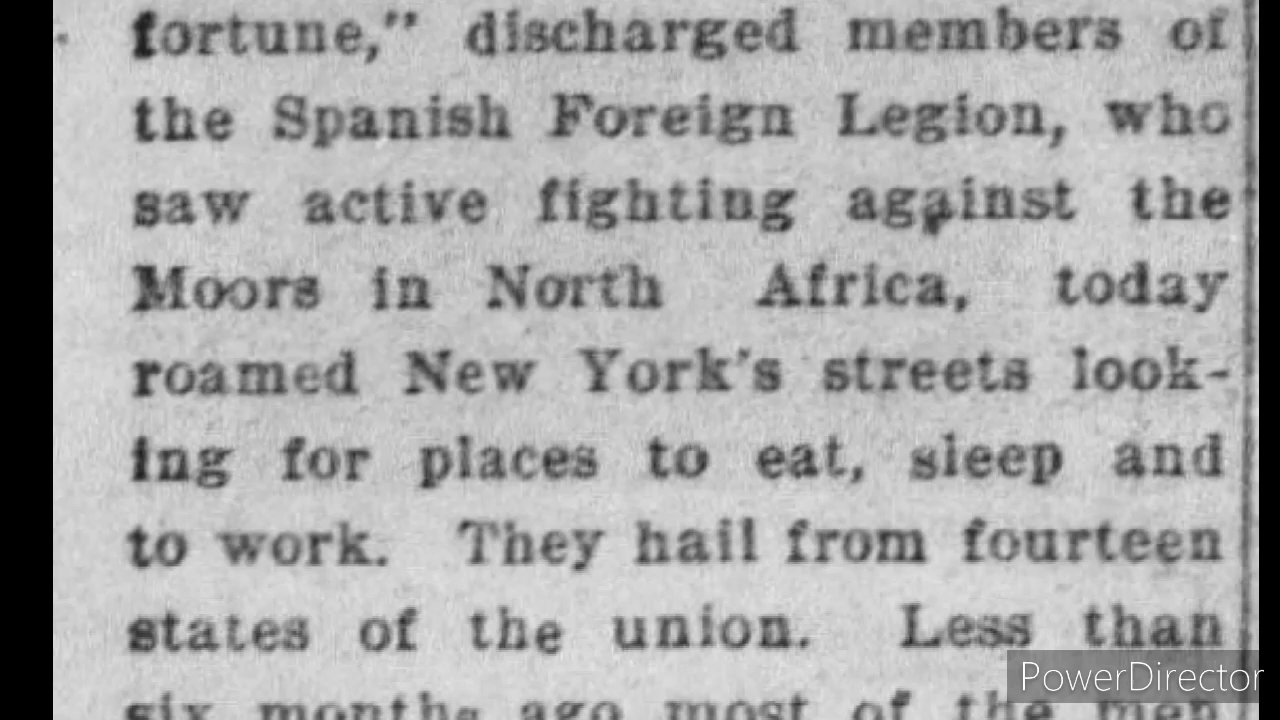 fortune," discharged members of
the Spanish Foreign Legion, who
saw active fighting against the
Moors in North Africa, today
roamed New York's streets look-
ing for places to eat, sleep and
to work. They hail from fourteen
states of the union. Less than
six months ago most of the men
PowerDirector